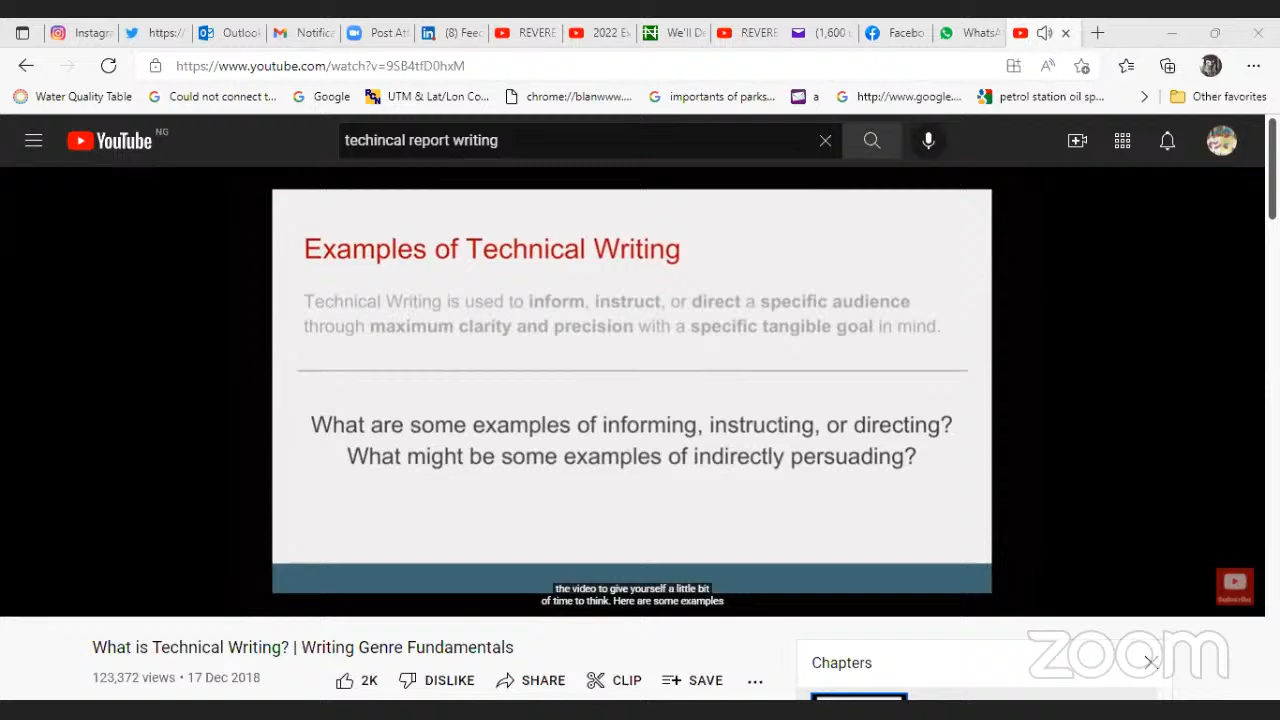 Instagra
https://
Outlool
Notifica
Post Att
(8) Feec
REVERE
2022 Ex
We'll De
REVERE
(1,600 u
Facebo
WhatsA
https://www.youtube.com/watch?v=9SB4tfD0hxM
Water Quality Table
Could not connect t...
Google
UTM & Lat/Lon Co...
chrome://blanwww....
importants of parks...
a
http://www.google....
petrol station oil sp...
Other favorites
YouTube NG
techincal report writing
Examples of Technical Writing
Technical Writing is used to inform, instruct, or direct a specific audience
through maximum clarity and precision with a specific tangible goal in mind.
What are some examples of informing, instructing, or directing?
What might be some examples of indirectly persuading?
the video to give yourself a little bit
of time to think. Here are some examples
Subscribe
What is Technical Writing? | Writing Genre Fundamentals
123,372 views • 17 Dec 2018
2K
DISLIKE
SHARE
CLIP
SAVE
Chapters
zoom